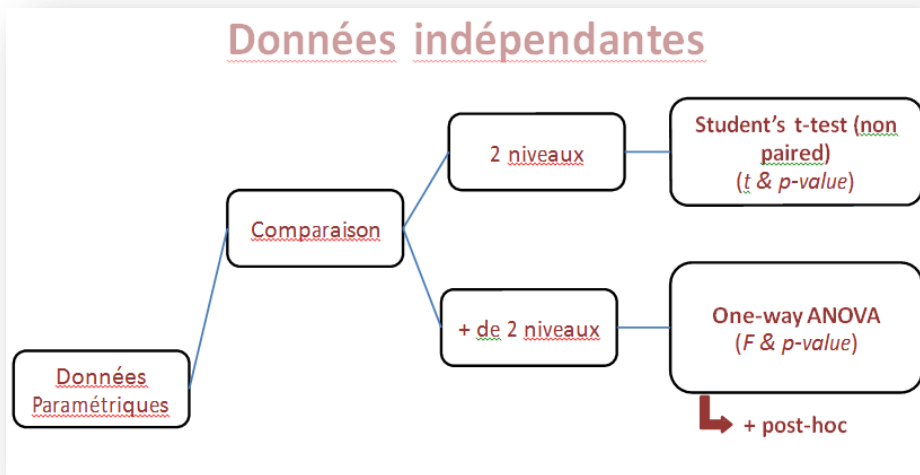 Données indépendantes
2 niveaux
Student's t-test (non
paired)
(t & p-value)
Comparaison
+ de 2 niveaux
One-way ANOVA
(F & p-value)
Données
Paramétriques
+ post-hoc